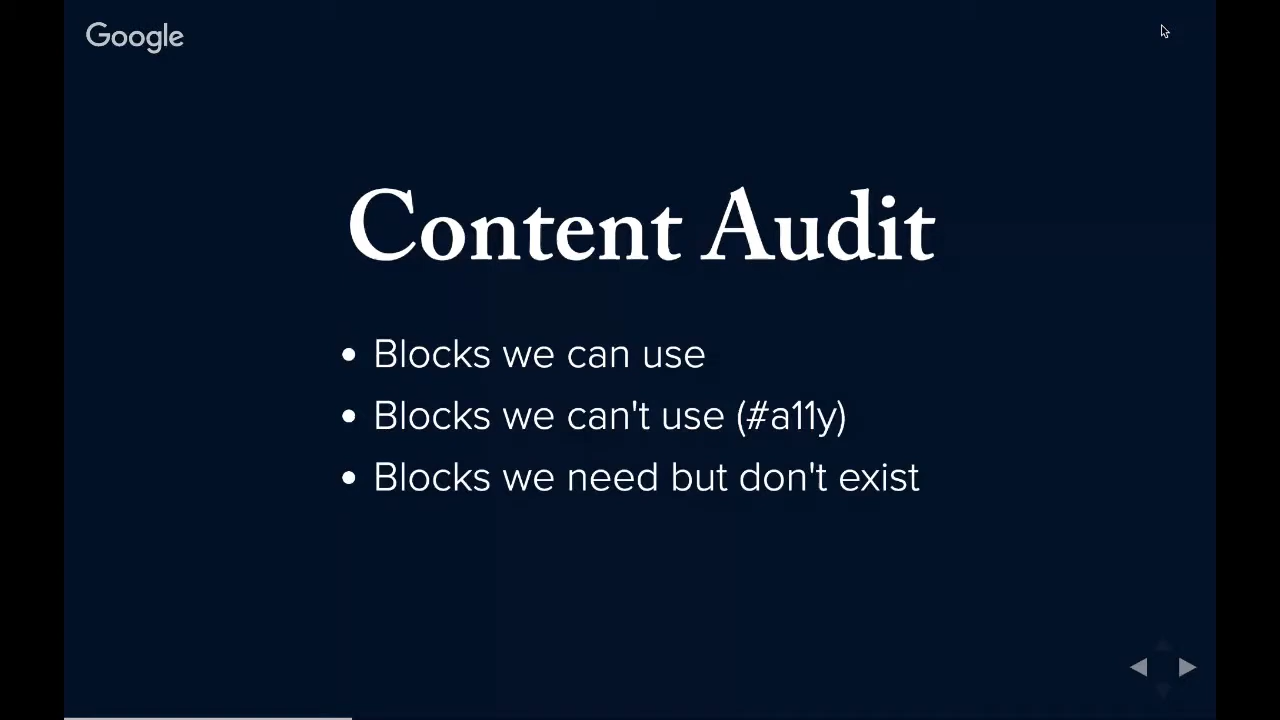 Google
Content Audit
• Blocks we can use
• Blocks we can't use (#a11y)
• Blocks we need but don't exist